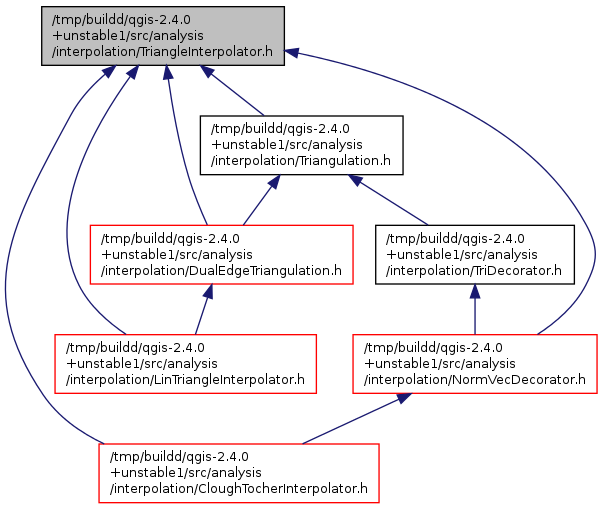 /tmp/buildd/qgis-2.4.0
+unstable1/src/analysis
/interpolation/TriangleInterpolator.h
/tmp/buildd/qgis-2.4.0
+unstable1/src/analysis
/interpolation/Triangulation.h
/tmp/buildd/qgis-2.4.0
+unstable1/src/analysis
/interpolation/DualEdgeTriangulation.h
/tmp/buildd/qgis-2.4.0
+unstable1/src/analysis
/interpolation/TriDecorator.h
/tmp/buildd/qgis-2.4.0
+unstable1/src/analysis
/interpolation/LinTriangleInterpolator.h
/tmp/buildd/qgis-2.4.0
+unstable1/src/analysis
/interpolation/NormVecDecorator.h
/tmp/buildd/qgis-2.4.0
+unstable1/src/analysis
/interpolation/CloughTocherInterpolator.h